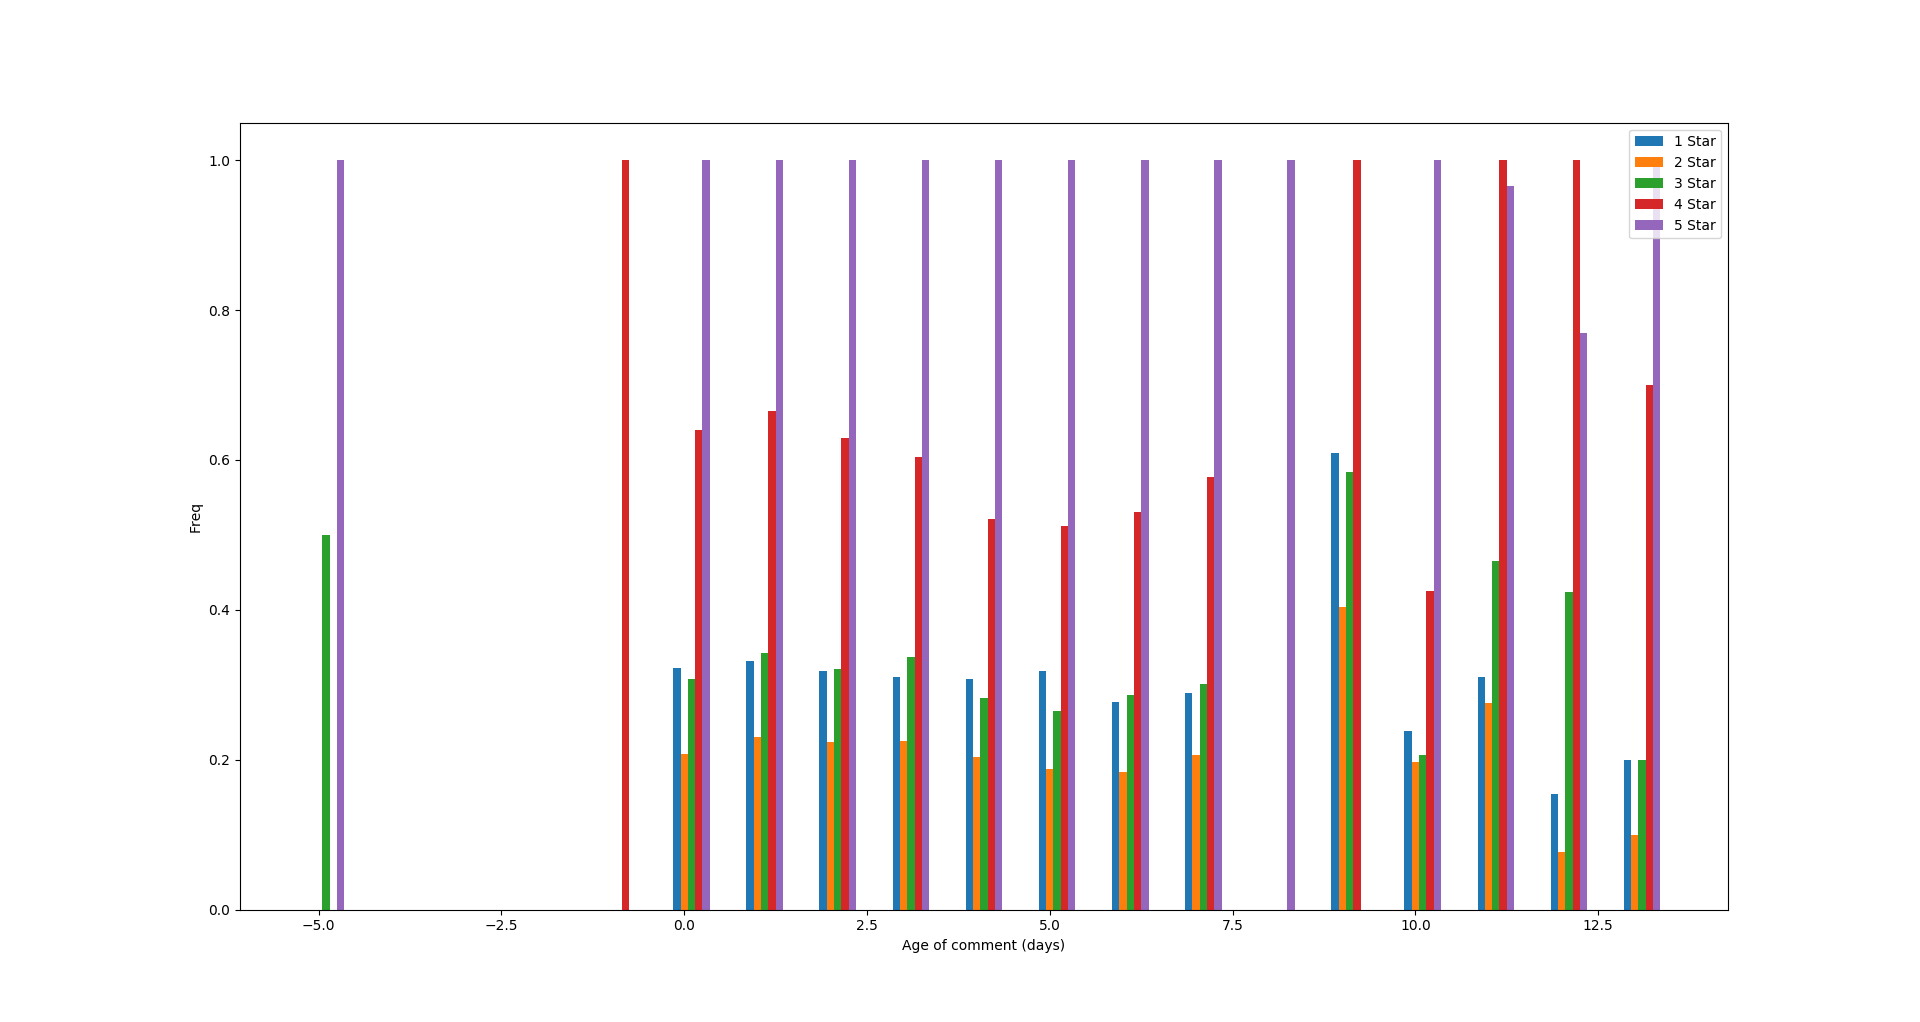 1 Star
2 Star
3 Star
4 Star
5 Star
1.0
0.8
0.6
0.4
0.2
0.0
Freq
−5.0 −2.5 0.0 2.5 5.0 7.5 10.0 12.5
Age of comment (days)